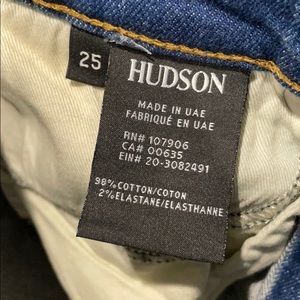 25
HUDSON
MADE IN UAE
FABRIQUÉ EN UAE
RN# 107906
CA# 00635
EIN# 20-3082491
98% COTTON/COTON
2% ELASTANE/ELASTHANNE